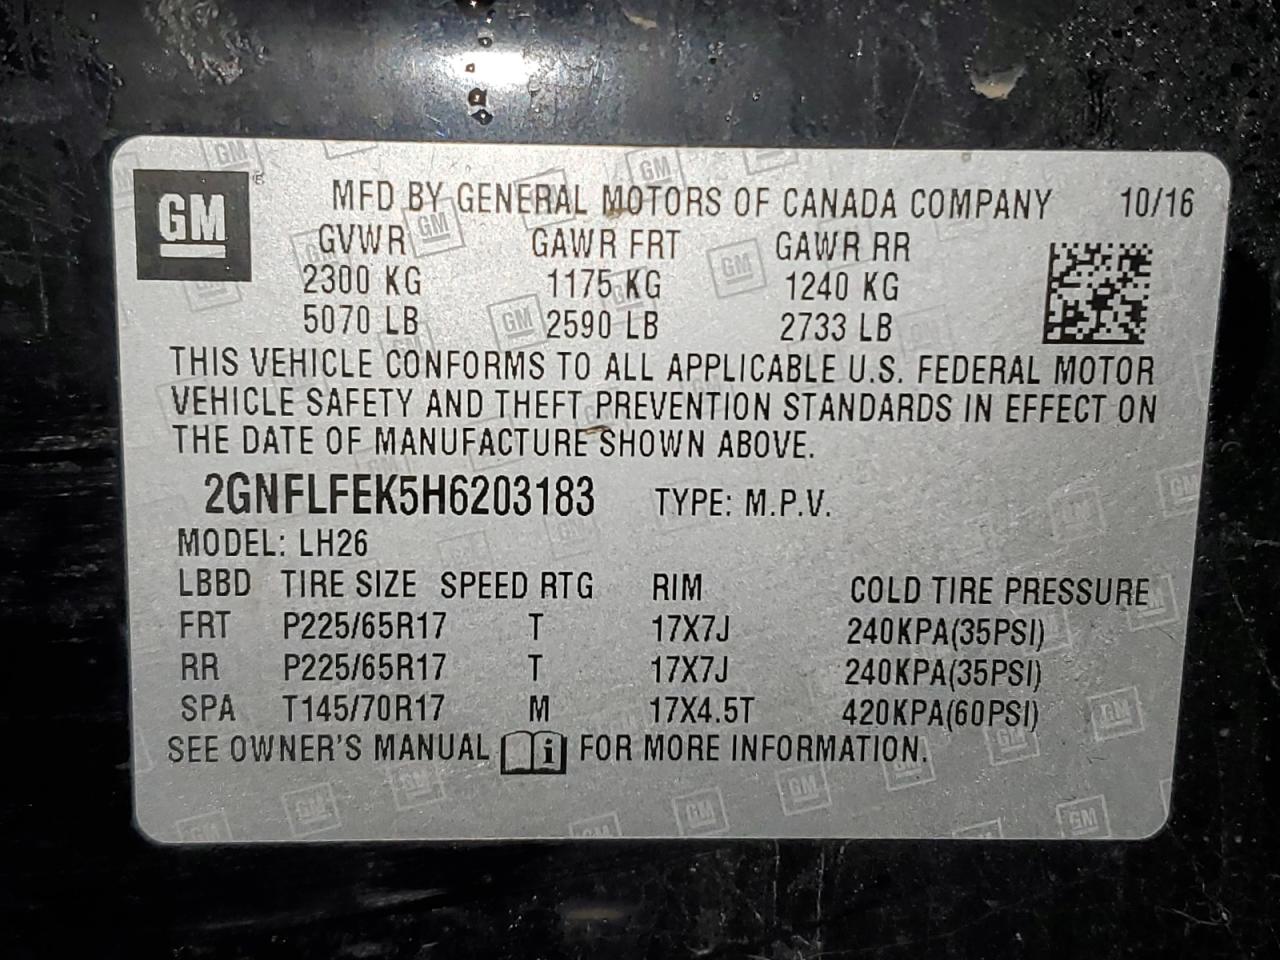 GM
MFD BY GENERAL MOTORS OF CANADA COMPANY 10/16
GVWR GAWR FRT GAWR RR
2300 KG 1175 KG 1240 KG
5070 LB 2590 LB 2733 LB
THIS VEHICLE CONFORMS TO ALL APPLICABLE U.S. FEDERAL MOTOR
VEHICLE SAFETY AND THEFT PREVENTION STANDARDS IN EFFECT ON
THE DATE OF MANUFACTURE SHOWN ABOVE.
2GNFLFEK5H6203183 TYPE: M.P.V.
MODEL: LH26
LBBD TIRE SIZE SPEED RTG RIM COLD TIRE PRESSURE
FRT P225/65R17 T 17X7J 240KPA(35PSI)
RR P225/65R17 T 17X7J 240KPA(35PSI)
SPA T145/70R17 M 17X4.5T 420KPA(60PSI)
SEE OWNER'S MANUAL i FOR MORE INFORMATION.